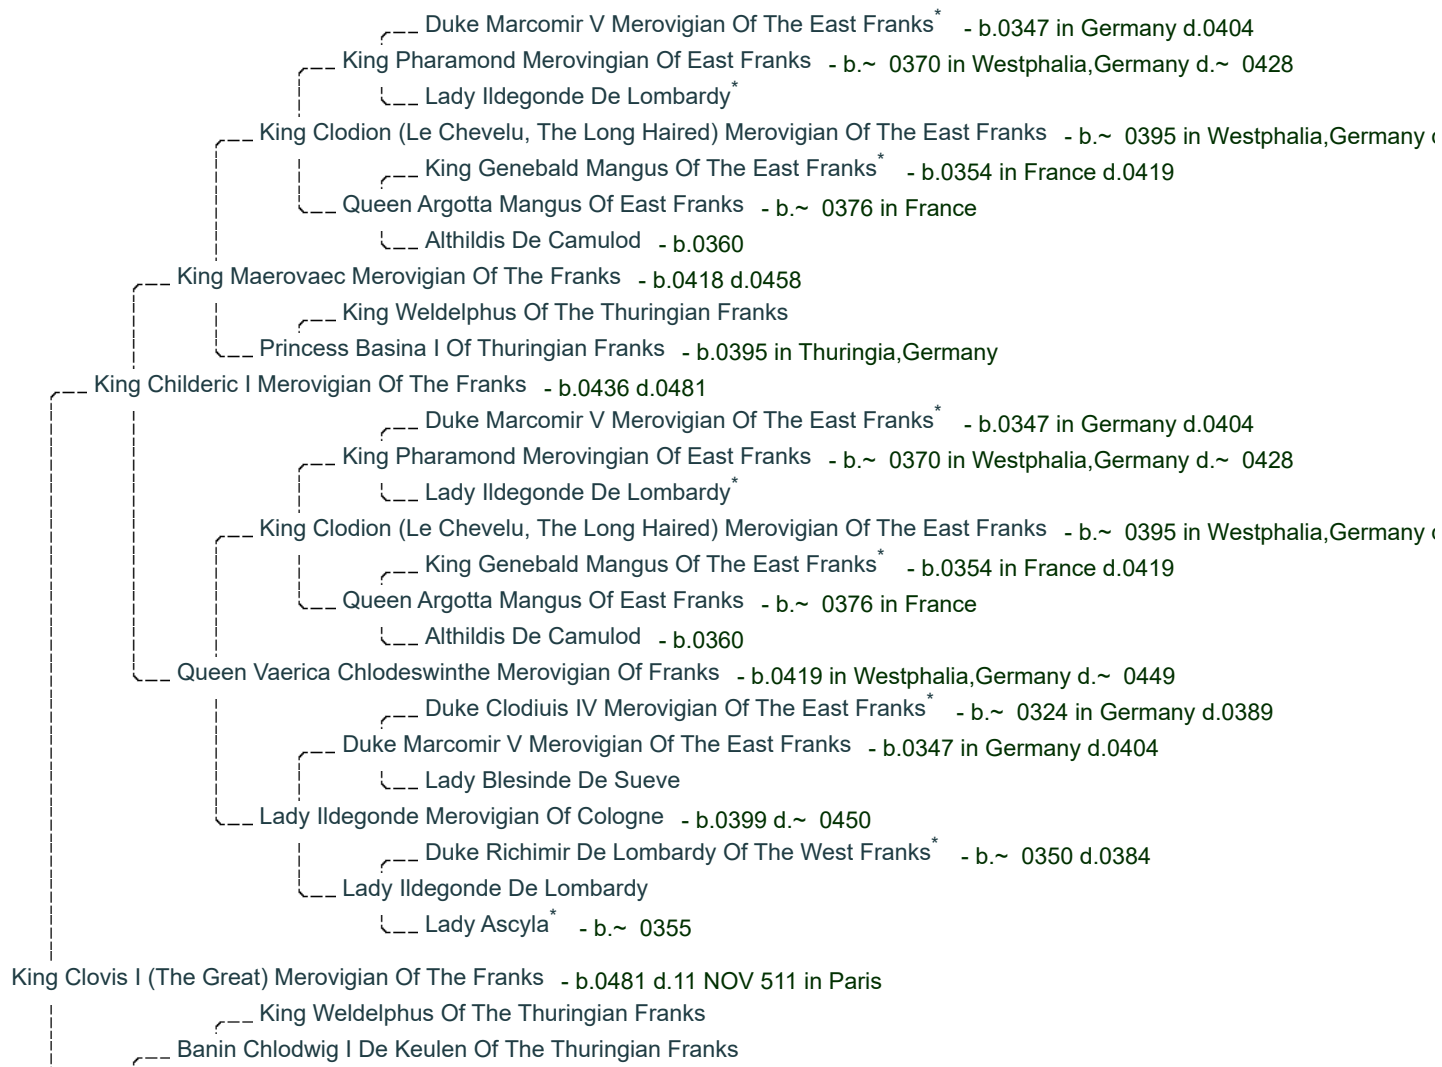 Duke Marcomir V Merovigian Of The East Franks* - b.0347 in Germany d.0404
King Pharamond Merovingian Of East Franks - b.~ 0370 in Westphalia,Germany d.~ 0428
Lady Ildegonde De Lombardy*
King Clodion (Le Chevelu, The Long Haired) Merovigian Of The East Franks - b.~ 0395 in Westphalia,Germany
King Genebald Mangus Of The East Franks* - b.0354 in France d.0419
Queen Argotta Mangus Of East Franks - b.~ 0376 in France
Althildis De Camulod - b.0360
King Maerovaec Merovigian Of The Franks - b.0418 d.0458
King Weldelphus Of The Thuringian Franks
Princess Basina I Of Thuringian Franks - b.0395 in Thuringia,Germany
King Childeric I Merovigian Of The Franks - b.0436 d.0481
Duke Marcomir V Merovigian Of The East Franks* - b.0347 in Germany d.0404
King Pharamond Merovingian Of East Franks - b.~ 0370 in Westphalia,Germany d.~ 0428
Lady Ildegonde De Lombardy*
King Clodion (Le Chevelu, The Long Haired) Merovigian Of The East Franks - b.~ 0395 in Westphalia,Germany
King Genebald Mangus Of The East Franks* - b.0354 in France d.0419
Queen Argotta Mangus Of East Franks - b.~ 0376 in France
Althildis De Camulod - b.0360
Queen Vaerica Chlodeswinthe Merovigian Of Franks - b.0419 in Westphalia,Germany d.~ 0449
Duke Clodiuis IV Merovigian Of The East Franks* - b.~ 0324 in Germany d.0389
Duke Marcomir V Merovigian Of The East Franks - b.0347 in Germany d.0404
Lady Blesinde De Sueve
Lady Ildegonde Merovigian Of Cologne - b.0399 d.~ 0450
Duke Richimir De Lombardy Of The West Franks* - b.~ 0350 d.0384
Lady Ildegonde De Lombardy
Lady Ascyla* - b.~ 0355
King Clovis I (The Great) Merovigian Of The Franks - b.0481 d.11 NOV 511 in Paris
King Weldelphus Of The Thuringian Franks
Banin Chlodwig I De Keulen Of The Thuringian Franks